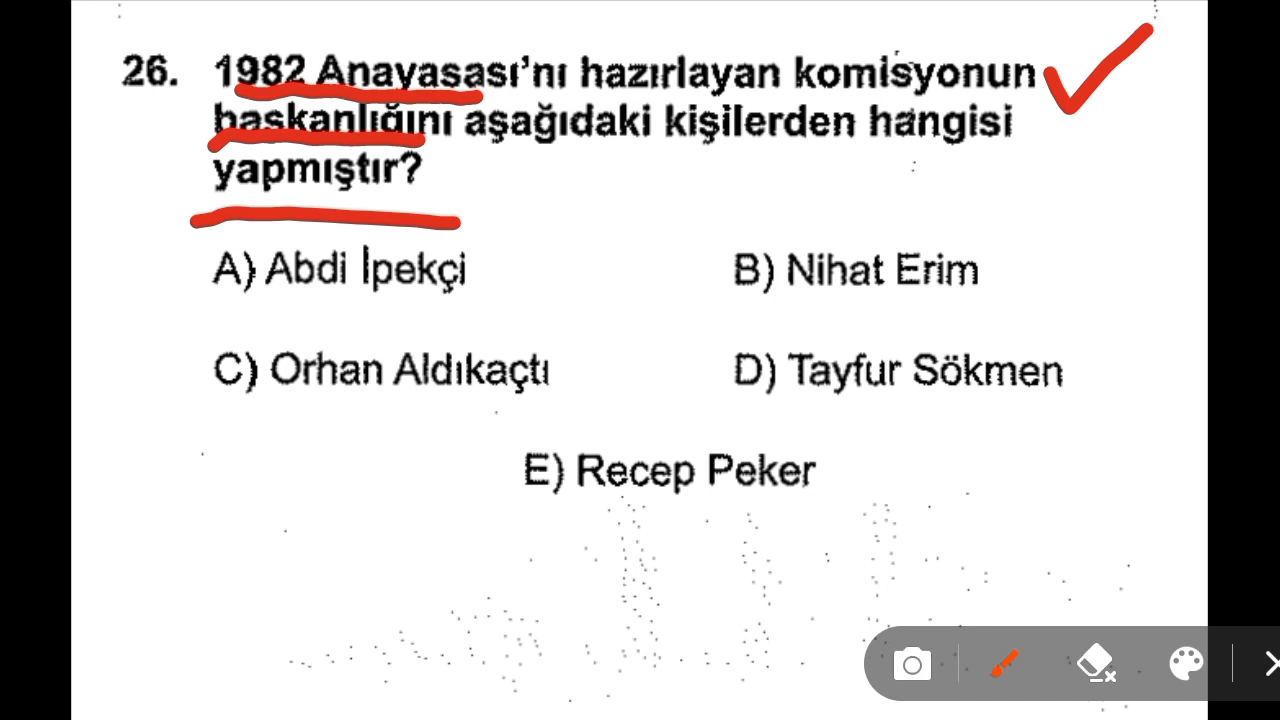 26. 1982 Anayasası'nı hazırlayan komisyonun
başkanlığını aşağıdaki kişilerden hangisi
yapmıştır?
A) Abdi İpekçi B) Nihat Erim
C) Orhan Aldıkaçtı D) Tayfur Sökmen
E) Recep Peker